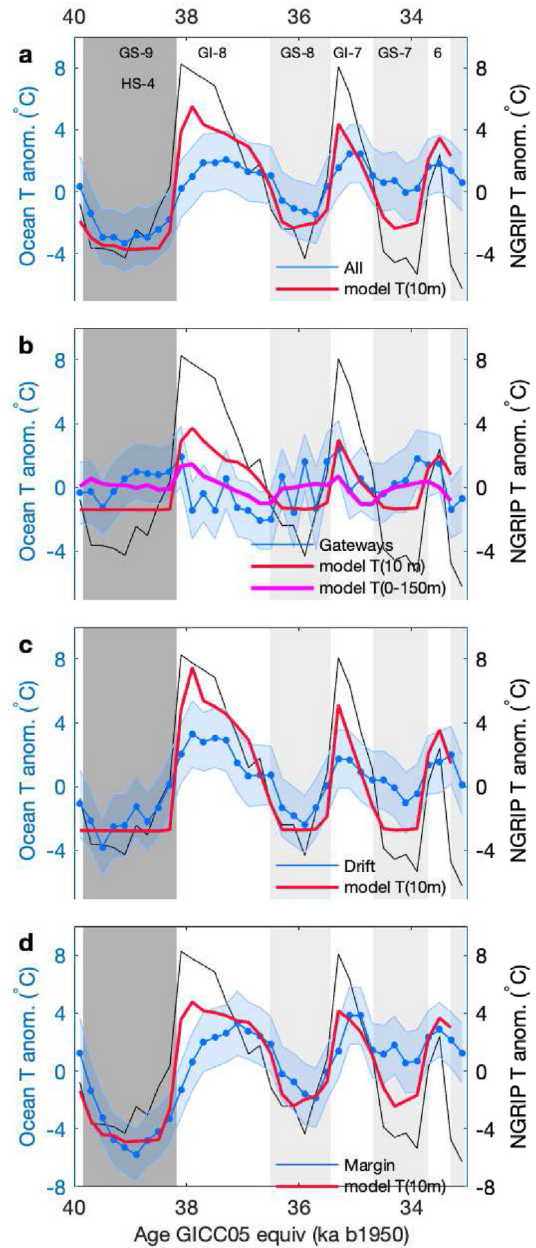 40 38 36 34
a
GS-9 GI-8 GS-8 GI-7 GS-7 6
HS-4
8 8
4 4
0 0
-4 -4
Ocean T anom. (°C)
NGRIP T anom. (°C)
All
model T(10m)
b
8 8
4 4
0 0
-4 -4
Ocean T anom. (°C)
NGRIP T anom. (°C)
Gateways
model T(10 m)
model T(0-150m)
c
8 8
4 4
0 0
-4 -4
Ocean T anom. (°C)
NGRIP T anom. (°C)
Drift
model T(10m)
d
8 8
4 4
0 0
-4 -4
-8 -8
Ocean T anom. (°C)
NGRIP T anom. (°C)
Margin
model T(10m)
40 38 36 34
Age GICC05 equiv (ka b1950)